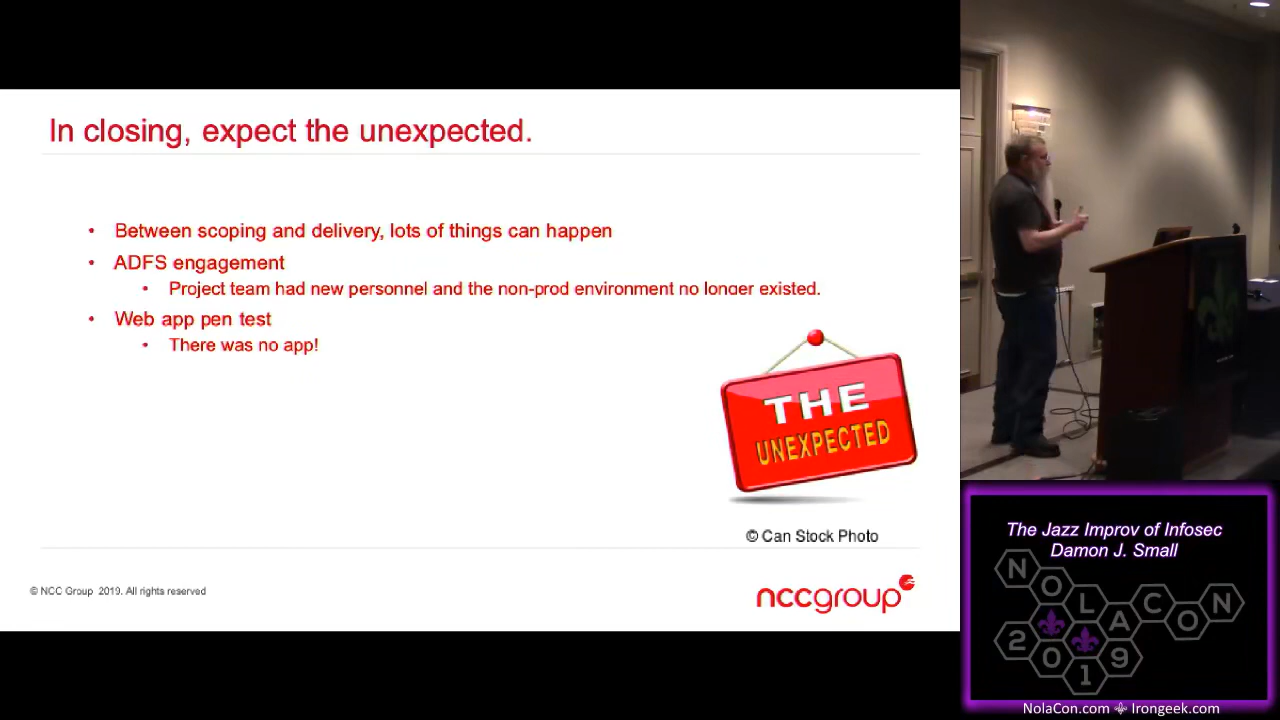 In closing, expect the unexpected.
• Between scoping and delivery, lots of things can happen
• ADFS engagement
• Project team had new personnel and the non-prod environment no longer existed.
• Web app pen test
• There was no app!
THE
UNEXPECTED
© Can Stock Photo
© NCC Group 2019. All rights reserved
nccgroup
The Jazz Improv of Infosec
Damon J. Small
NOLACON
2019
NolaCon.com Irongeek.com